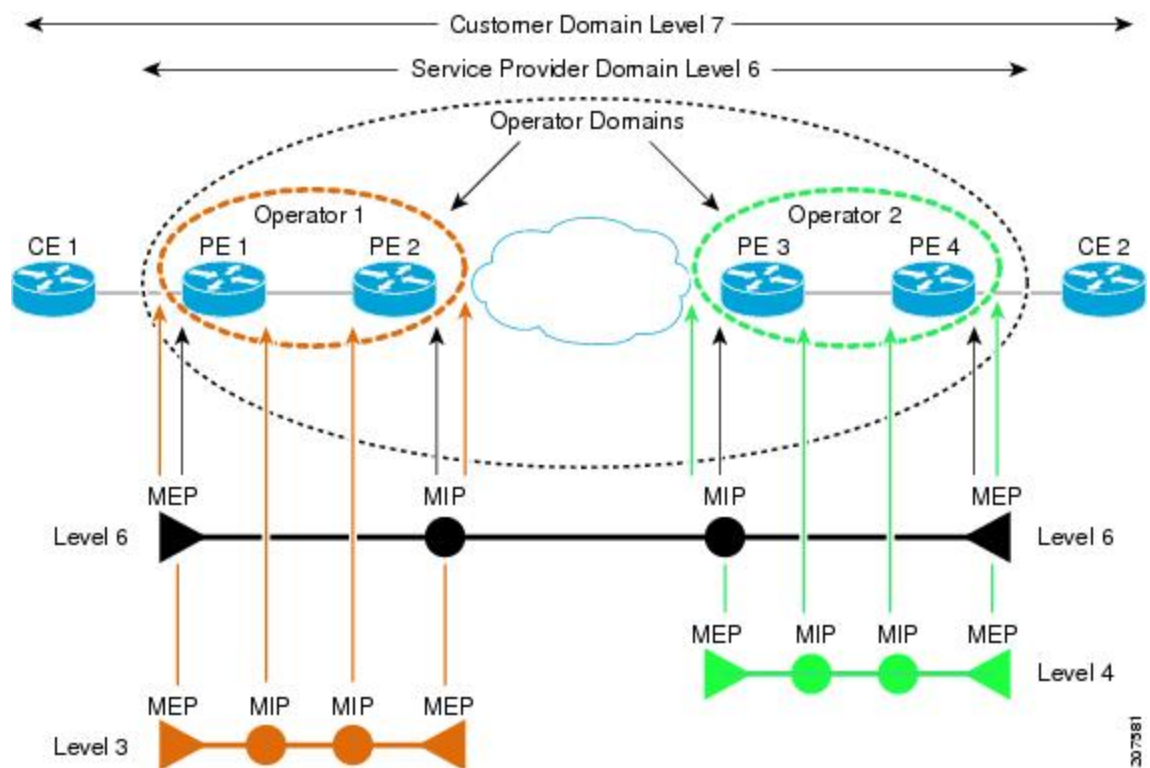 Customer Domain Level 7
Service Provider Domain Level 6
Operator Domains
Operator 1
Operator 2
CE 1
PE 1
PE 2
PE 3
PE 4
CE 2
MEP
MIP
MIP
MEP
Level 6
Level 6
MEP
MIP
MIP
MEP
Level 4
MEP
MIP
MIP
MEP
Level 3
207581